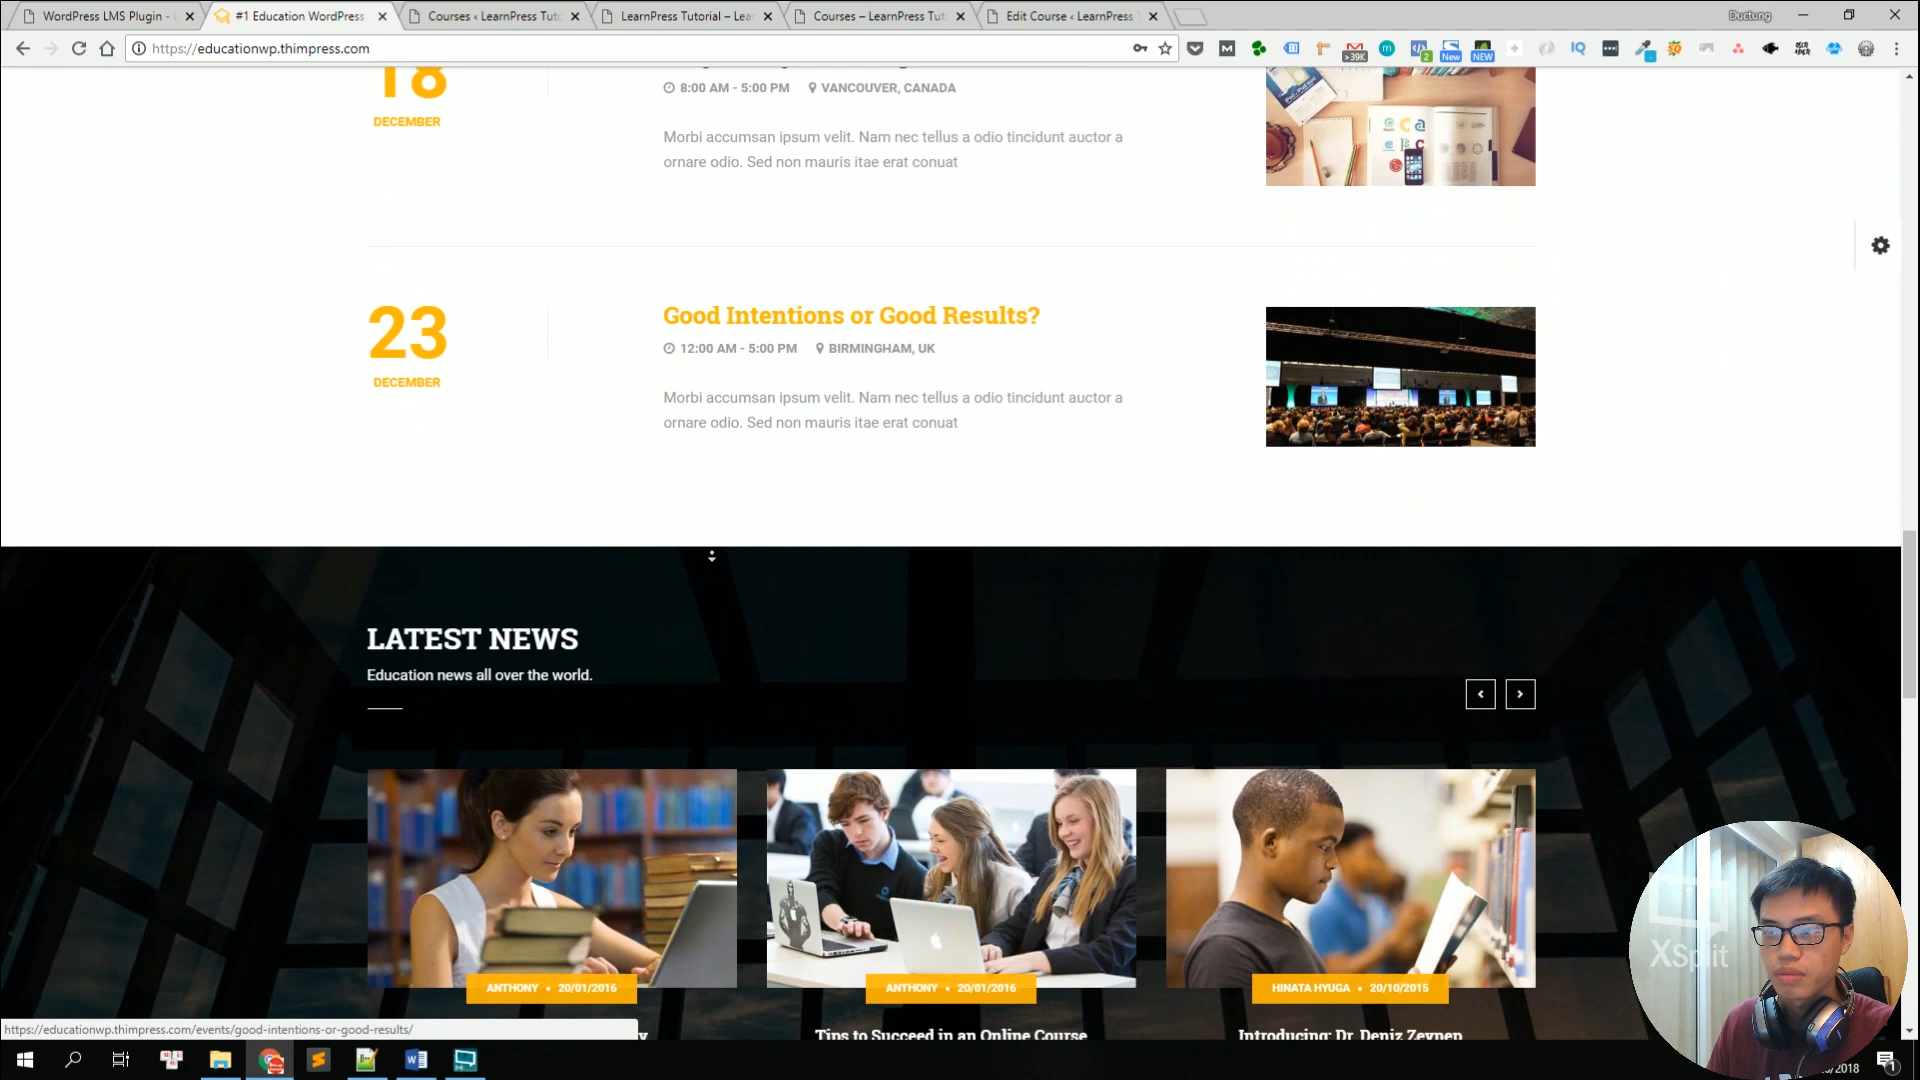 WordPress LMS Plugin -
#1 Education WordPress
Courses ‹ LearnPress Tut
LearnPress Tutorial – Lea
Courses – LearnPress Tut
Edit Course ‹ LearnPress
Ductung
https://educationwp.thimpress.com
>39K
2
New
NEW
IQ
18
DECEMBER
8:00 AM - 5:00 PM
VANCOUVER, CANADA
Morbi accumsan ipsum velit. Nam nec tellus a odio tincidunt auctor a
ornare odio. Sed non mauris itae erat conuat
23
DECEMBER
Good Intentions or Good Results?
12:00 AM - 5:00 PM
BIRMINGHAM, UK
Morbi accumsan ipsum velit. Nam nec tellus a odio tincidunt auctor a
ornare odio. Sed non mauris itae erat conuat
LATEST NEWS
Education news all over the world.
ANTHONY • 20/01/2016
ANTHONY • 20/01/2016
HINATA HYUGA • 20/10/2015
Tips to Succeed in an Online Course
Introducing: Dr. Deniz Zeynep
XSplit
https://educationwp.thimpress.com/events/good-intentions-or-good-results/
/2018
1